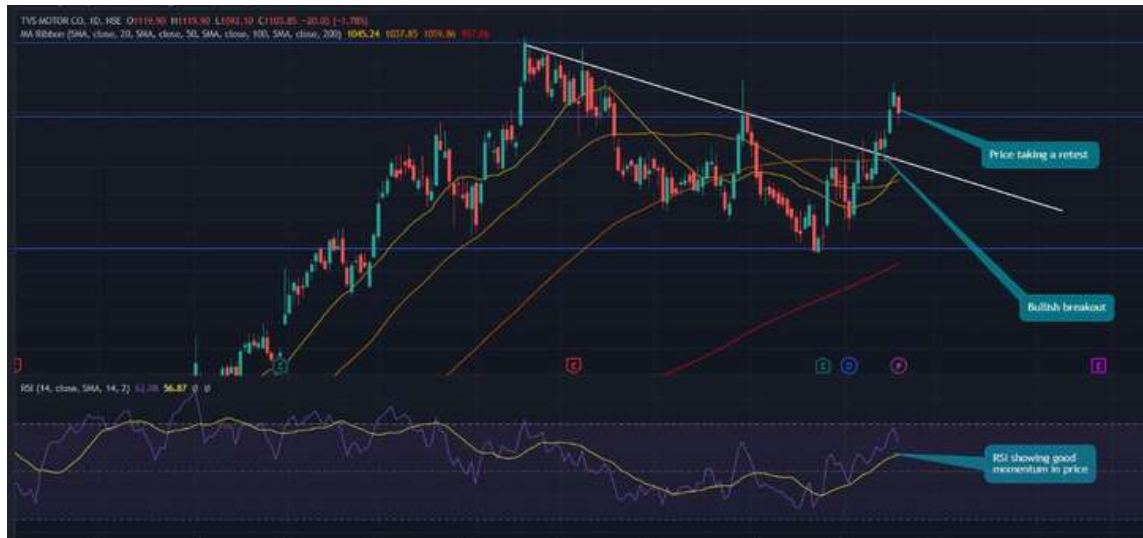 TVS MOTOR CO, 1D, NSE O1119.90 H1119.90 L1092.10 C1103.85 −20.05 (−1.78%)
MA Ribbon (SMA, close, 20, SMA, close, 50, SMA, close, 100, SMA, close, 200) 1045.24 1037.85 1059.86
Price taking a retest
Bullish breakout
E
E
E
D
E
RSI (14, close, SMA, 14, 2) 62.08 56.87 ø ø
RSI showing good
momentum in price